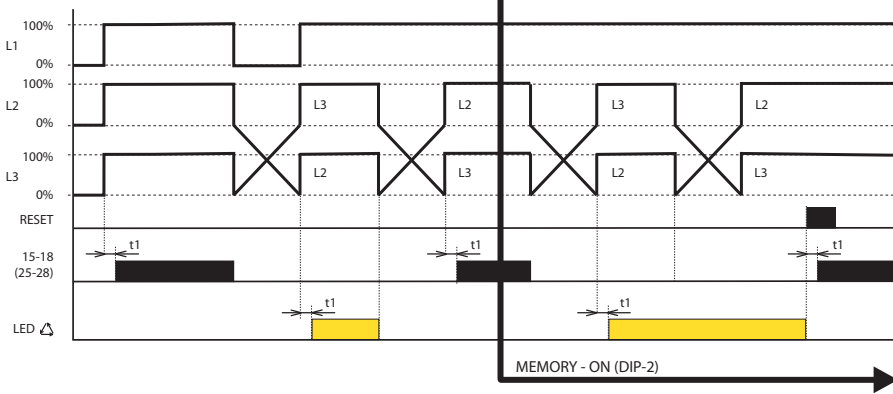 100%
L1
0%
100%
L2
L3
L2
L3
L2
0%
100%
L3
L2
L3
L2
L3
0%
RESET
15-18
(25-28)
t1
t1
t1
LED
t1
t1
MEMORY - ON (DIP-2)